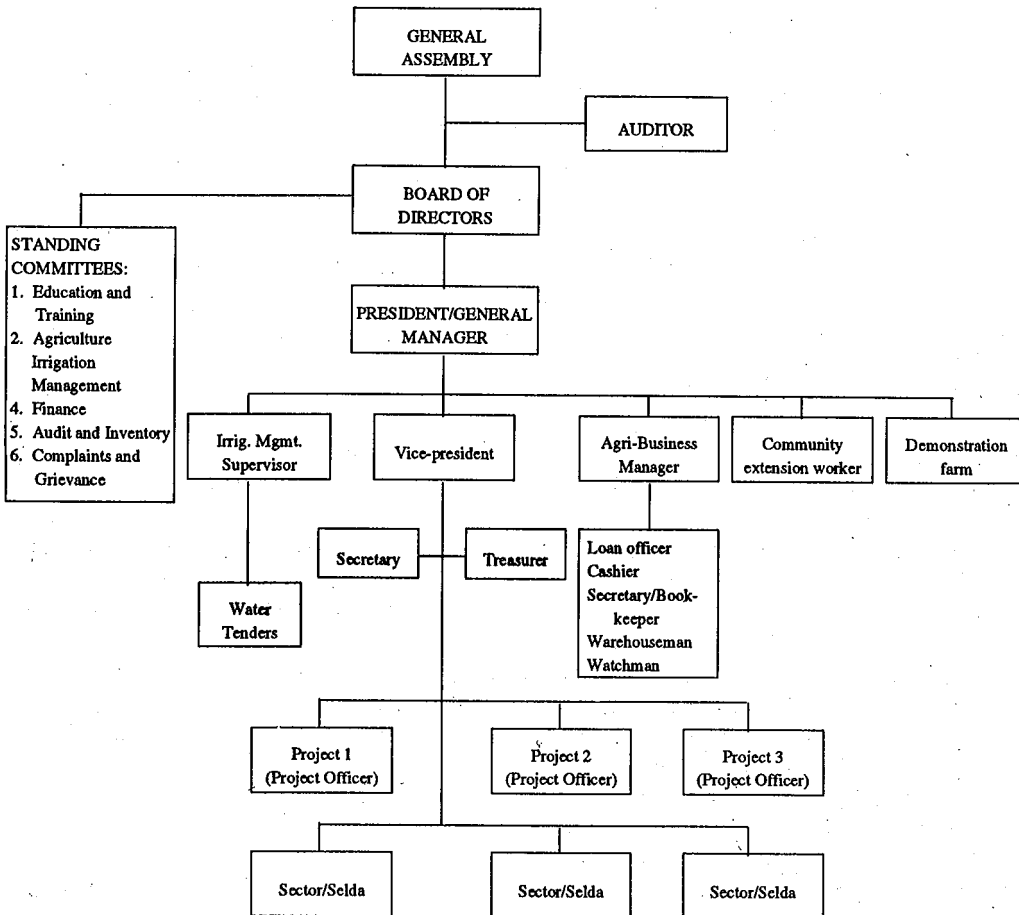 GENERAL
ASSEMBLY
AUDITOR
BOARD OF
DIRECTORS
STANDING
COMMITTEES:
1. Education and
Training
2. Agriculture
Irrigation
Management
4. Finance
5. Audit and Inventory
6. Complaints and
Grievance
PRESIDENT/GENERAL
MANAGER
Irrig. Mgmt.
Supervisor
Vice-president
Agri-Business
Manager
Community
extension worker
Demonstration
farm
Secretary
Treasurer
Water
Tenders
Loan officer
Cashier
Secretary/Book-
keeper
Warehouseman
Watchman
Project 1
(Project Officer)
Project 2
(Project Officer)
Project 3
(Project Officer)
Sector/Selda
Sector/Selda
Sector/Selda